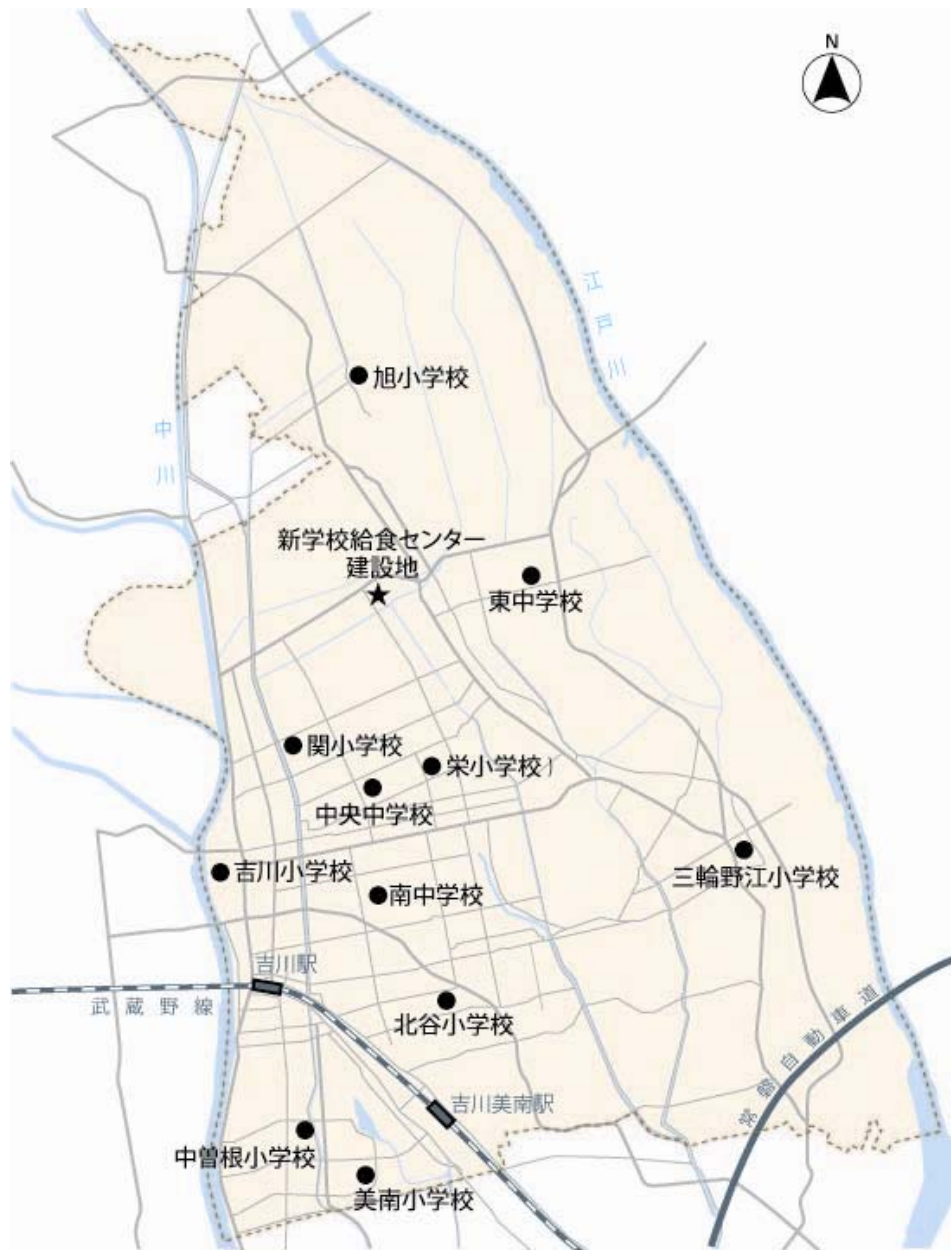 N
江戸川
旭小学校
中川
新学校給食センター
建設地
東中学校
関小学校
栄小学校）
中央中学校
吉川小学校
三輪野江小学校
南中学校
吉川駅
武蔵野線
北谷小学校
常磐自動車道
吉川美南駅
中曽根小学校
美南小学校